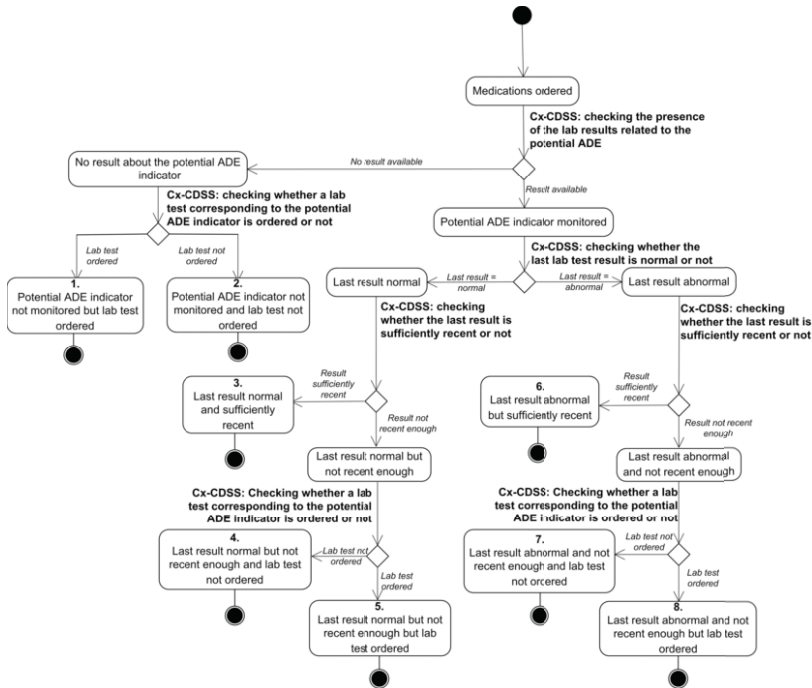 Medications ordered
Cx-CDSS: checking the presence
of the lab results related to the
potential ADE
No result about the potential ADE
indicator
No result available
Result available
Cx-CDSS: checking whether a lab
test corresponding to the potential
ADE indicator is ordered or not
Potential ADE indicator monitored
Cx-CDSS: checking whether the
last lab test result is normal or not
Lab test
ordered
Lab test not
ordered
Last result normal
Last result =
normal
Last result =
abnormal
Last result abnormal
1.
Potential ADE indicator
not monitored but lab test
ordered
2.
Potential ADE indicator not
monitored and lab test not
ordered
Cx-CDSS: checking
whether the last result is
sufficiently recent or not
Cx-CDSS: checking
whether the last result is
sufficiently recent or not
3.
Last result normal
and sufficiently
recent
Result
sufficiently
recent
Result not
recent enough
6.
Last result abnormal
but sufficiently recent
Result
sufficiently
recent
Result not recent
enough
Last result normal but
not recent enough
Last result abnormal
and not recent enough
Cx-CDSS: Checking whether a lab
test corresponding to the potential
ADE indicator is ordered or not
Cx-CDSS: Checking whether a lab
test corresponding to the potential
ADE indicator is ordered or not
4.
Last result normal but not
recent enough and lab test
not ordered
Lab test not
ordered
Lab test
ordered
7.
Last result abnormal and not
recent enough and lab test
not ordered
Lab test not
ordered
Lab test
ordered
5.
Last result normal but not
recent ennough but lab
test ordered
8.
Last result abnormal and not
recent enough but lab test
ordered